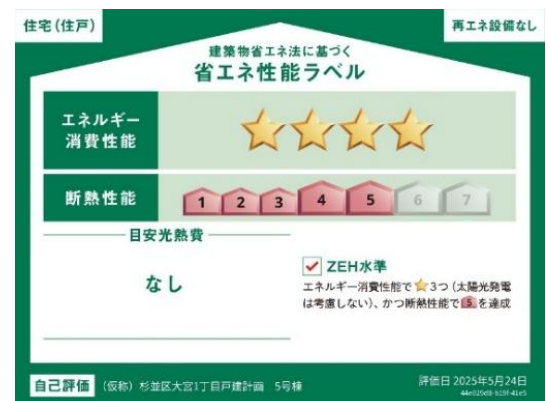 住宅(住戸)
再エネ設備なし
建築物省エネ法に基づく
省エネ性能ラベル
エネルギー
消費性能
断熱性能
1 2 3 4 5 6 7
目安光熱費
なし
ZEH水準
エネルギー消費性能で⭐3つ(太陽光発電
は考慮しない)、かつ断熱性能で5を達成
自己評価 (仮称) 杉並区大宮1丁目戸建計画 5号棟
評価日 2025年5月24日